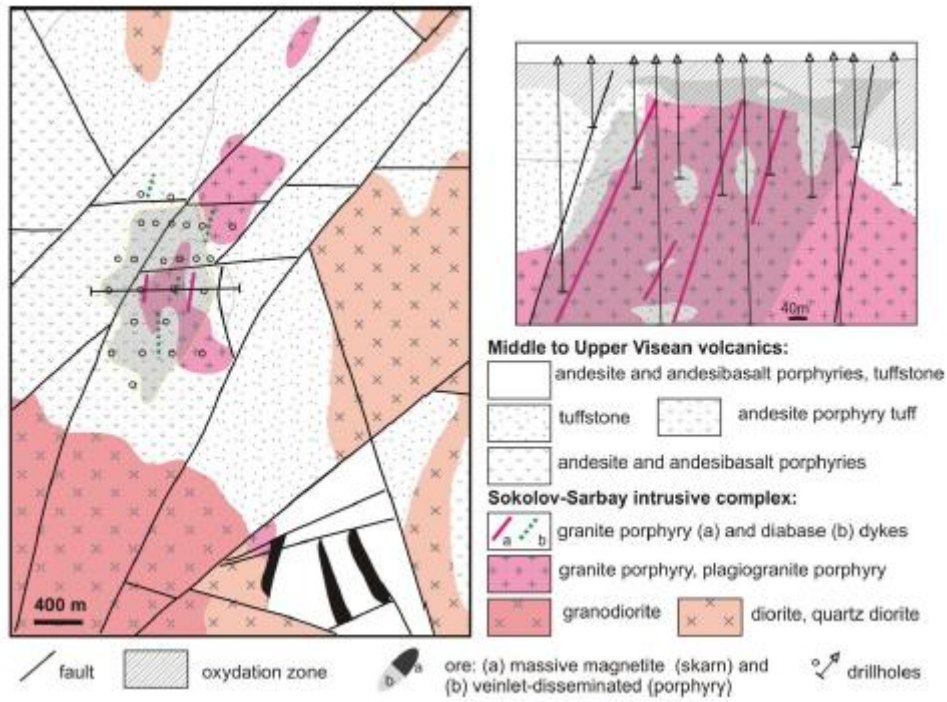 40m
400 m
Middle to Upper Visean volcanics:
andesite and andesibasalt porphyries, tuffstone
tuffstone
andesite porphyry tuff
andesite and andesibasalt porphyries
Sokolov-Sarbay intrusive complex:
a b
granite porphyry (a) and diabase (b) dykes
granite porphyry, plagiogranite porphyry
granodiorite
diorite, quartz diorite
fault
oxydation zone
a
b
ore: (a) massive magnetite (skarn) and
(b) veinlet-disseminated (porphyry)
drillholes